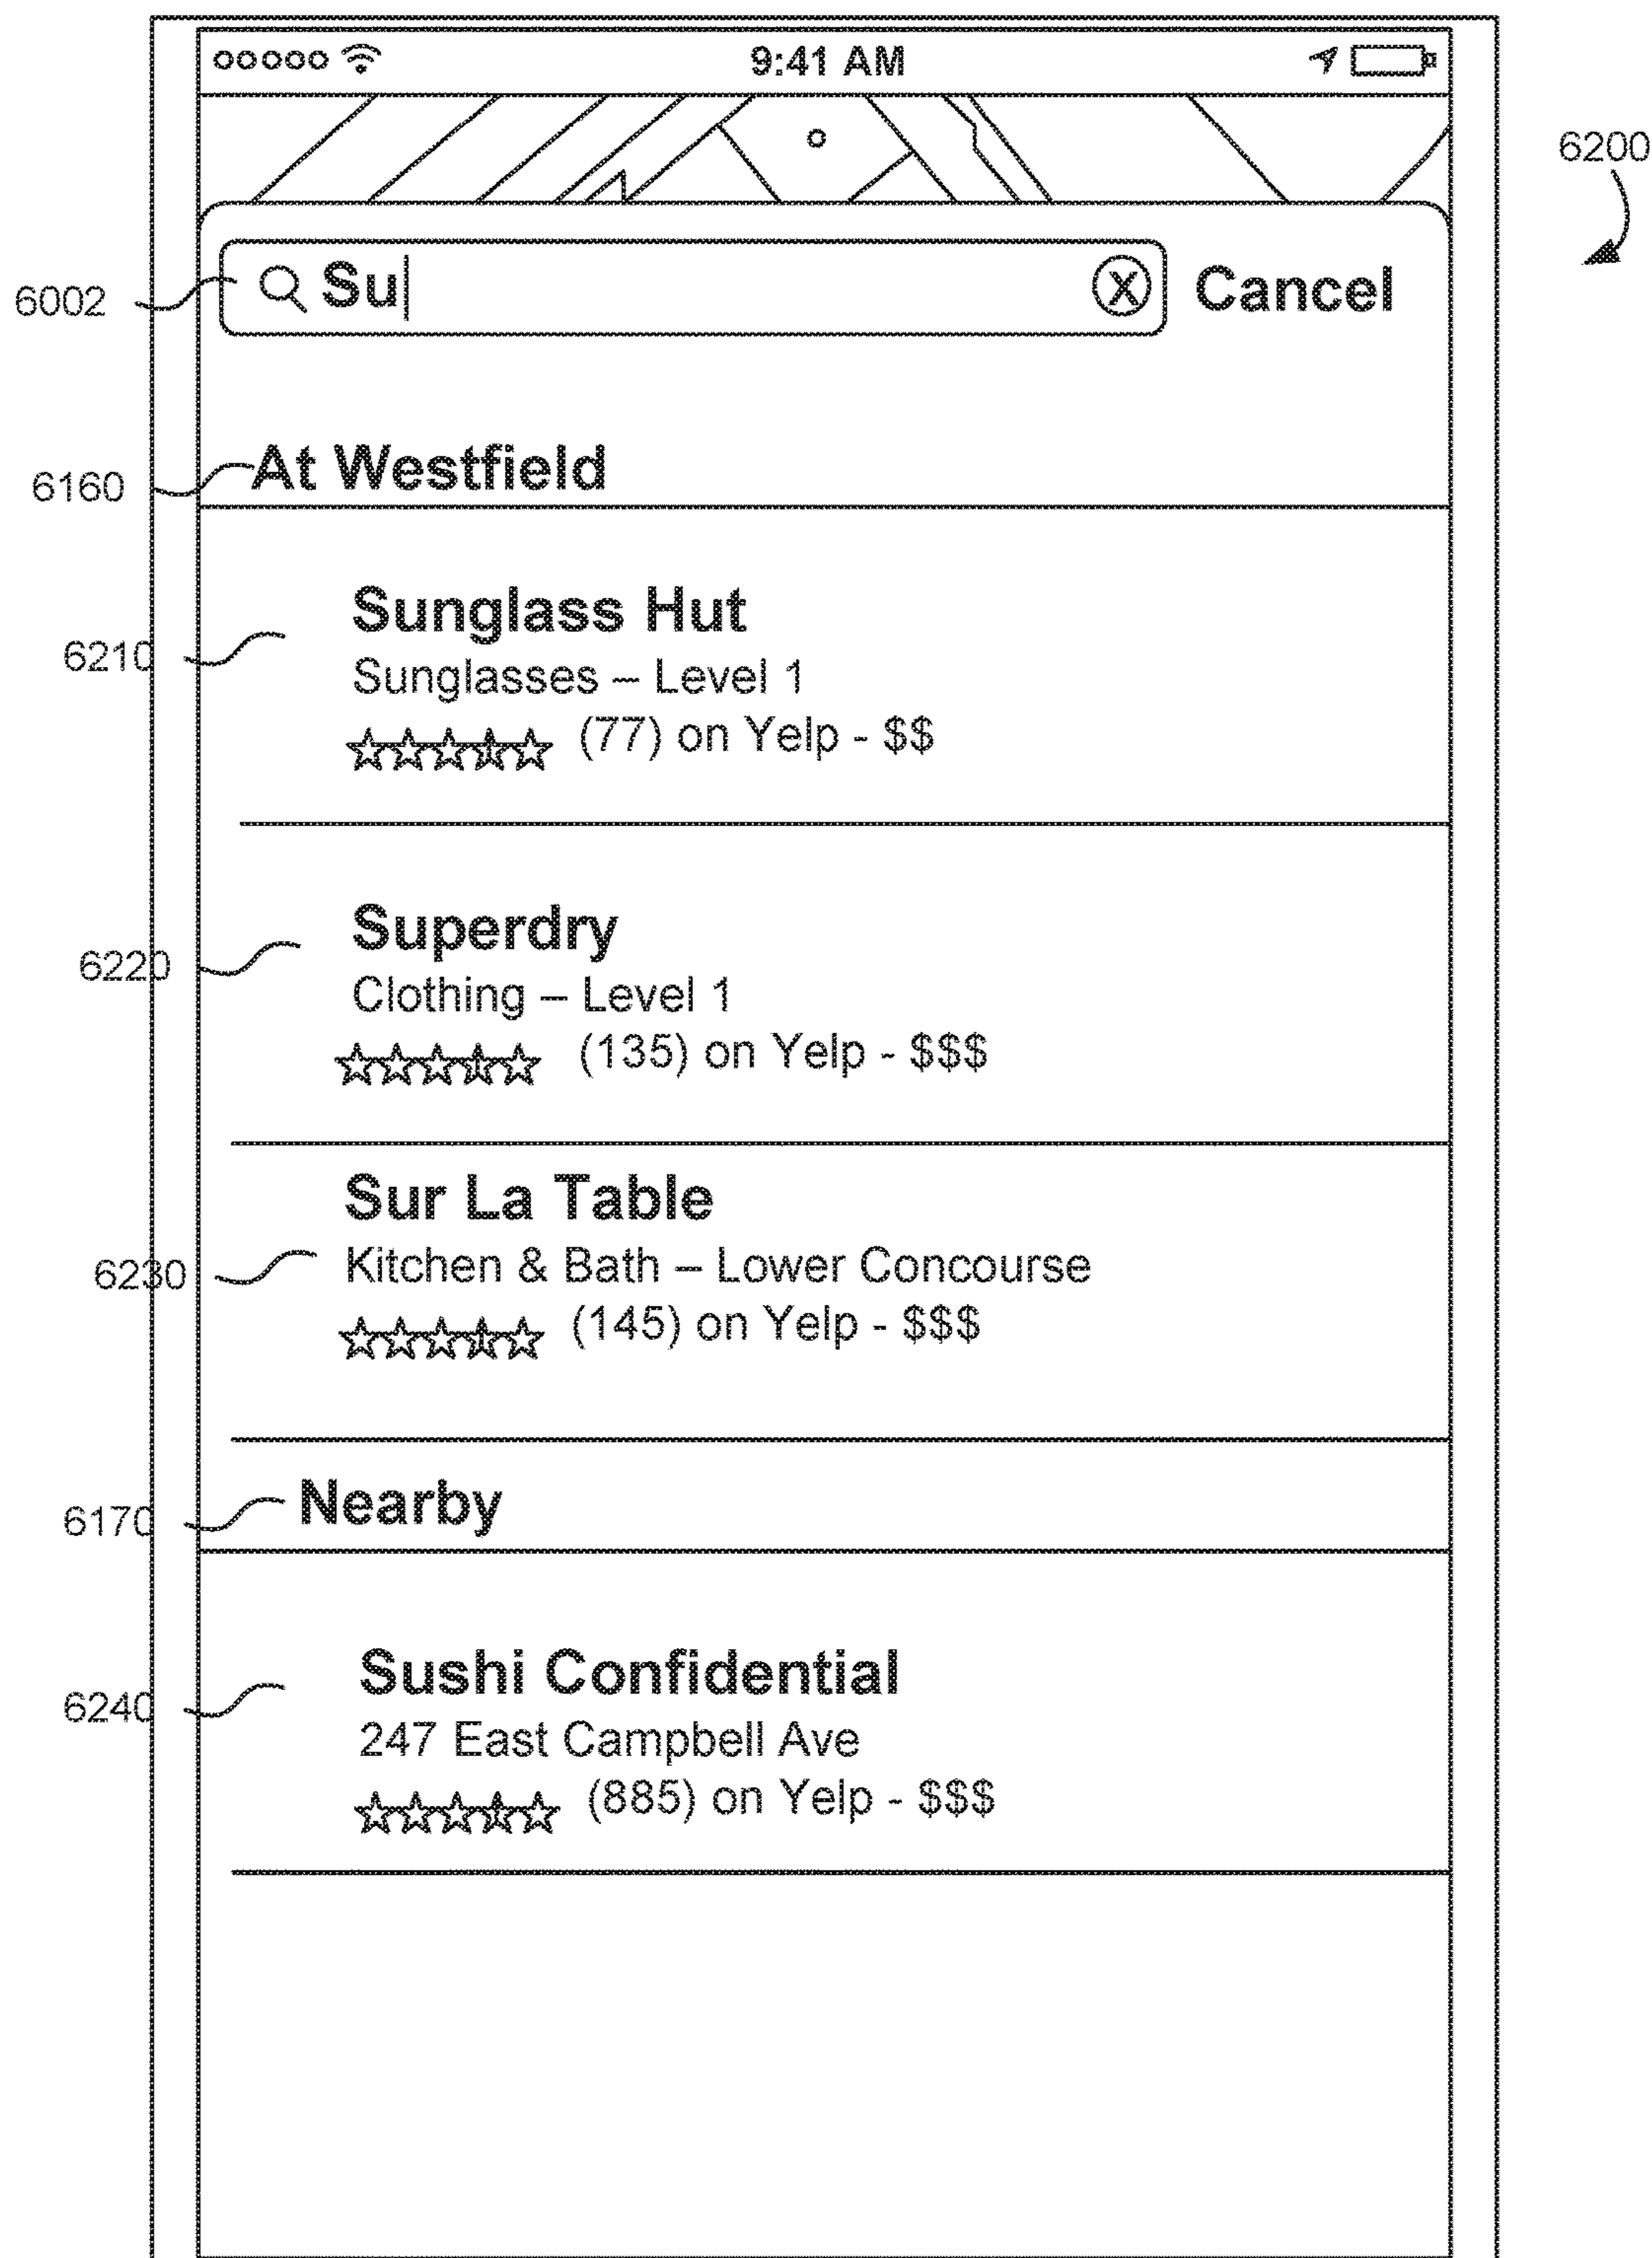 9:41 AM
6200
6002
Su
X
Cancel
6160
At Westfield
6210
Sunglass Hut
Sunglasses – Level 1
(77) on Yelp - $$
6220
Superdry
Clothing – Level 1
(135) on Yelp - $$$
6230
Sur La Table
Kitchen & Bath – Lower Concourse
(145) on Yelp - $$$
6170
Nearby
6240
Sushi Confidential
247 East Campbell Ave
(885) on Yelp - $$$